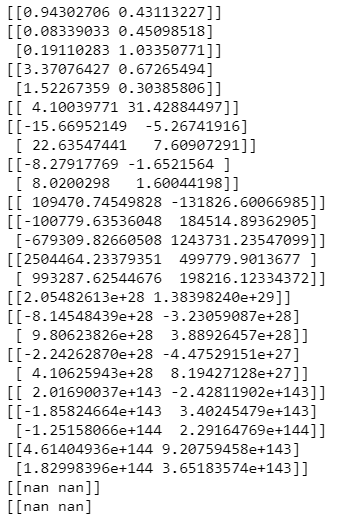 [[0.94302706 0.43113227]]
[[0.08339033 0.45098518]
[0.19110283 1.03350771]]
[[3.37076427 0.67265494]
[1.52267359 0.30385806]]
[[ 4.10039771 31.42884497]]
[[-15.66952149  -5.26741916]
[ 22.63547441   7.60907291]]
[[-8.27917769 -1.6521564 ]
[ 8.0200298   1.60044198]]
[[ 109470.74549828 -131826.60066985]]
[[-100779.63536048  184514.89362905]
[-679309.82660508 1243731.23547099]]
[[2504464.23379351  499779.9013677 ]
[ 993287.62544676  198216.12334372]]
[[2.05482613e+28 1.38398240e+29]]
[[-8.14548439e+28 -3.23059087e+28]
[ 9.80623826e+28  3.88926457e+28]]
[[-2.24262870e+28 -4.47529151e+27]
[ 4.10625943e+28  8.19427128e+27]]
[[ 2.01690037e+143 -2.42811902e+143]]
[[-1.85824664e+143  3.40245479e+143]
[-1.25158066e+144  2.29164769e+144]]
[[4.61404936e+144 9.20759458e+143]
[1.82998396e+144 3.65183574e+143]]
[[nan nan]]
[[nan nan]